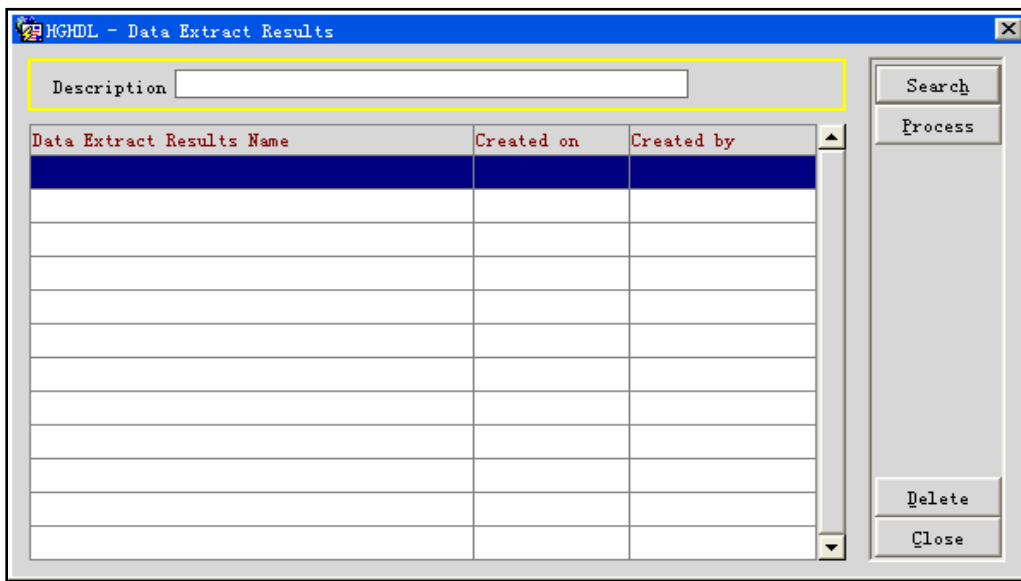 HGHDL - Data Extract Results
Description
Search
Process
Data Extract Results Name Created on Created by
Delete
Close